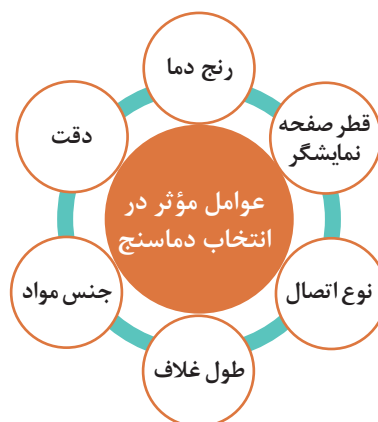 رنج دما
قطر صفحه
نمایشگر
نوع اتصال
طول غلاف
جنس مواد
دقت
عوامل مؤثر در
انتخاب دماسنج